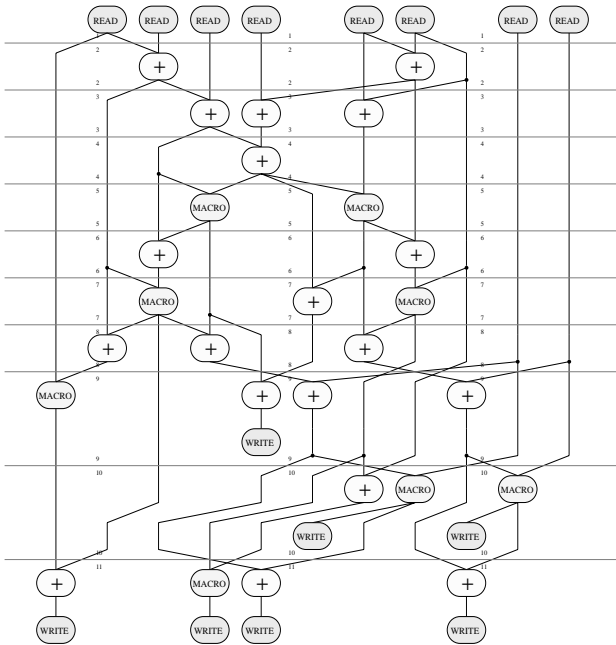 READ READ READ READ READ READ READ READ
1 1 1
2 2 2
+ +
2 2 2
3 3 3
+ + +
3 3 3
4 4 4
+
4 4 4
5 5 5
MACRO MACRO
5 5 5
6 6 6
+ +
6 6 6
7 7 7
MACRO + MACRO
7 7 7
8 8 8
+ + +
8 8 8
9 9 9
MACRO + + +
WRITE
9 9 9
10 10 10
+ MACRO MACRO
WRITE WRITE
10 10 10
11 11 11
+ MACRO + +
WRITE WRITE WRITE WRITE